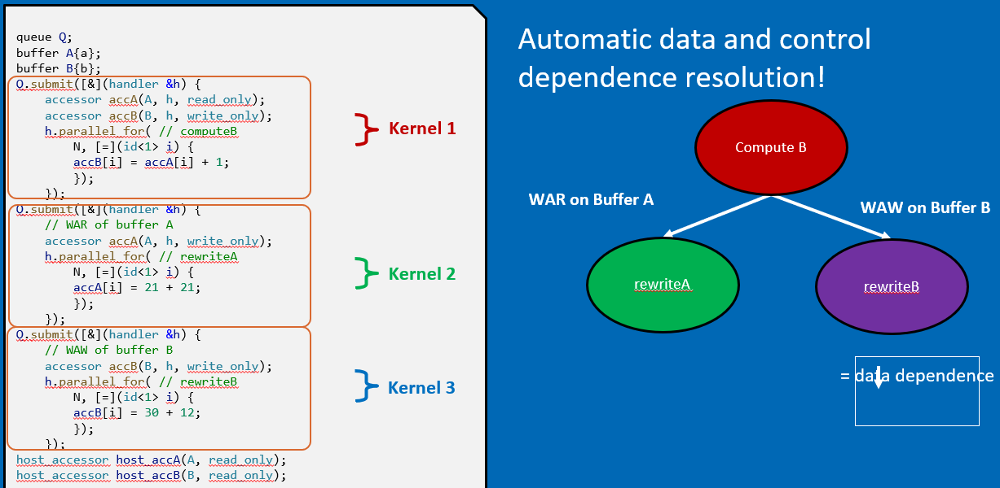 queue Q;
buffer A{a};
buffer B{b};
Q.submit([&](handler &h) {
    accessor accA(A, h, read_only);
    accessor accB(B, h, write_only);
    h.parallel_for( // computeB
        N, [=](id<1> i) {
        accB[i] = accA[i] + 1;
        });
    });
Q.submit([&](handler &h) {
    // WAR of buffer A
    accessor accA(A, h, write_only);
    h.parallel_for( // rewriteA
        N, [=](id<1> i) {
        accA[i] = 21 + 21;
        });
    });
Q.submit([&](handler &h) {
    // WAW of buffer B
    accessor accB(B, h, write_only);
    h.parallel_for( // rewriteB
        N, [=](id<1> i) {
        accB[i] = 30 + 12;
        });
    });
host_accessor host_accA(A, read_only);
host_accessor host_accB(B, read_only);
Kernel 1
Kernel 2
Kernel 3
Automatic data and control
dependence resolution!
Compute B
WAR on Buffer A
WAW on Buffer B
rewriteA
rewriteB
= data dependence